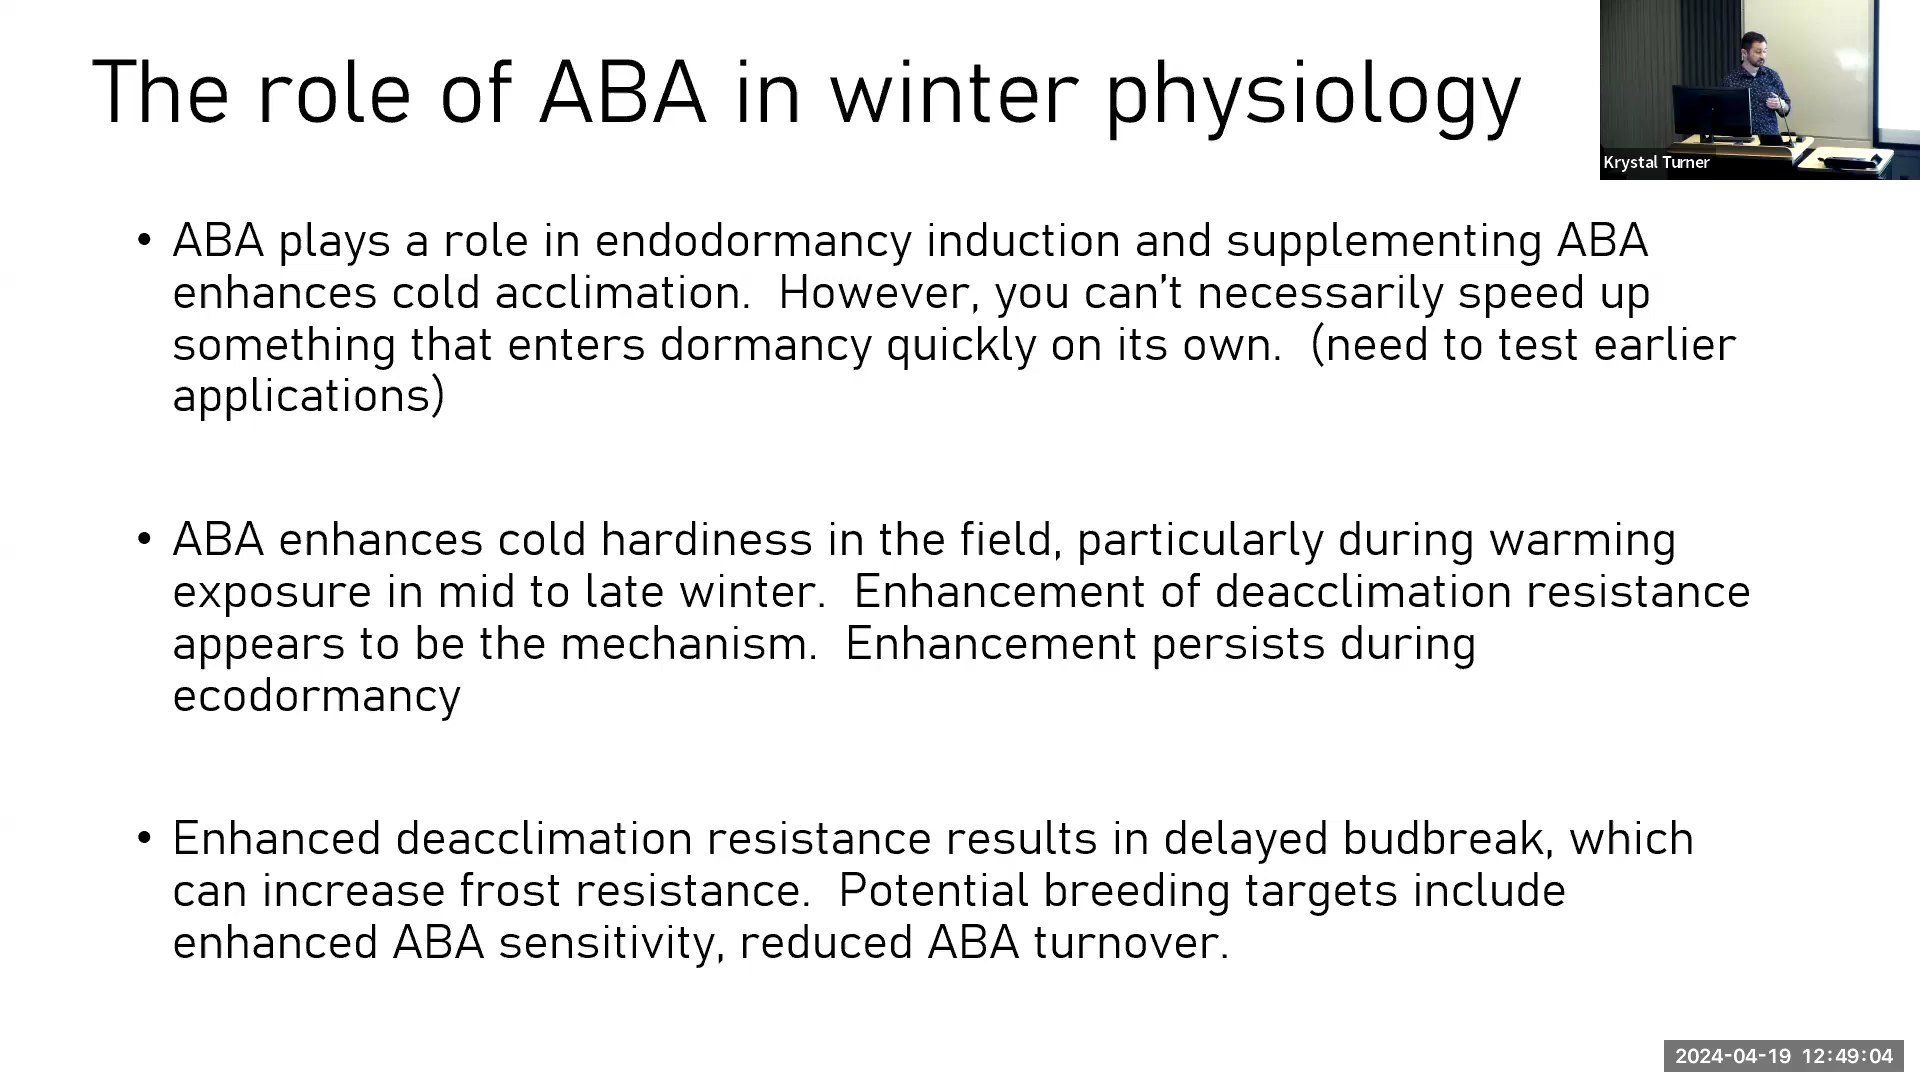 The role of ABA in winter physiology
Krystal Turner
• ABA plays a role in endodormancy induction and supplementing ABA
enhances cold acclimation.  However, you can't necessarily speed up
something that enters dormancy quickly on its own.  (need to test earlier
applications)
• ABA enhances cold hardiness in the field, particularly during warming
exposure in mid to late winter.  Enhancement of deacclimation resistance
appears to be the mechanism.  Enhancement persists during
ecodormancy
• Enhanced deacclimation resistance results in delayed budbreak, which
can increase frost resistance.  Potential breeding targets include
enhanced ABA sensitivity, reduced ABA turnover.
2024-04-19 12:49:04